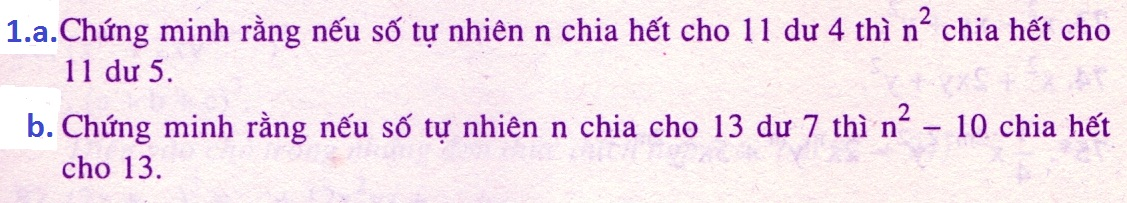 1.a.Chứng minh rằng nếu số tự nhiên n chia hết cho 11 dư 4 thì n² chia hết cho
11 dư 5.
b. Chứng minh rằng nếu số tự nhiên n chia cho 13 dư 7 thì n² – 10 chia hết
cho 13.